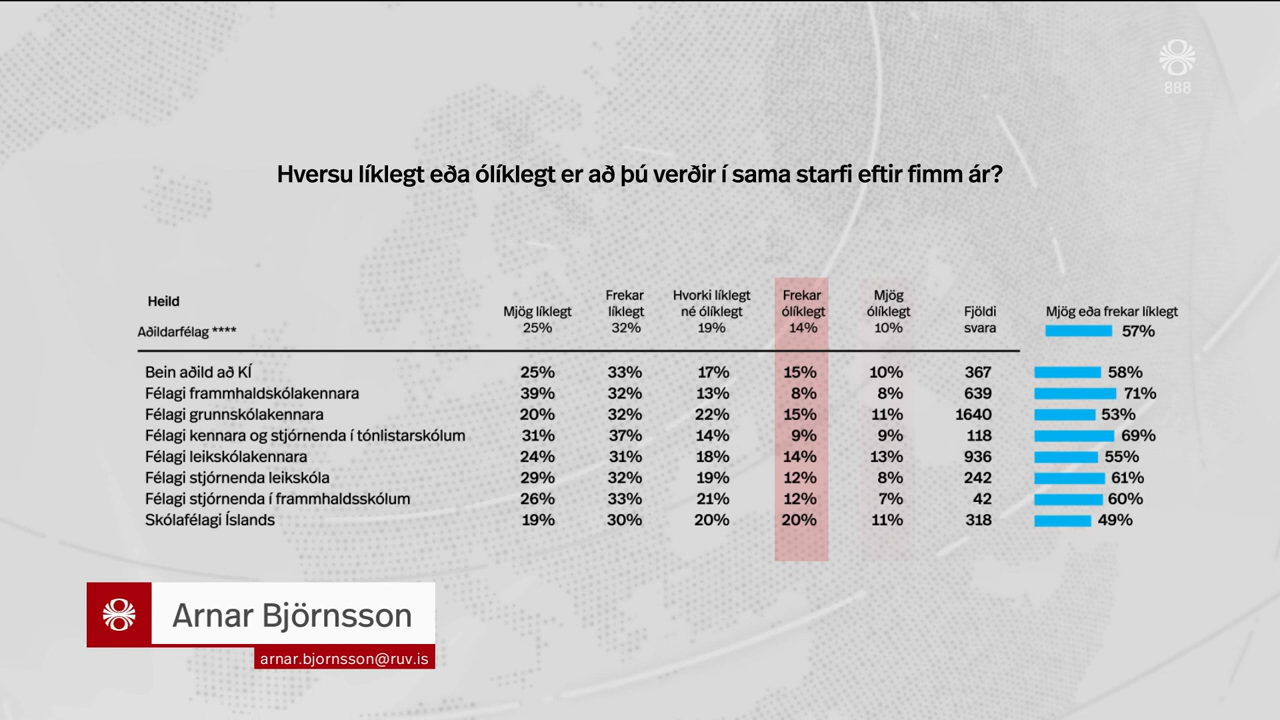 888
Hversu líklegt eða ólíklegt er að þú verðir í sama starfi eftir fimm ár?
Heild
Aðildarfélag ****
Mjög líklegt
25%
Frekar
líklegt
32%
Hvorki líklegt
né ólíklegt
19%
Frekar
ólíklegt
14%
Mjög
ólíklegt
10%
Fjöldi
svara
Mjög eða frekar líklegt
57%
Bein aðild að KÍ 25% 33% 17% 15% 10% 367 58%
Félagi frammhaldskólakennara 39% 32% 13% 8% 8% 639 71%
Félagi grunnskólakennara 20% 32% 22% 15% 11% 1640 53%
Félagi kennara og stjórnenda í tónlistarskólum 31% 37% 14% 9% 9% 118 69%
Félagi leikskólakennara 24% 31% 18% 14% 13% 936 55%
Félagi stjórnenda leikskóla 29% 32% 19% 12% 8% 242 61%
Félagi stjórnenda í frammhaldsskólum 26% 33% 21% 12% 7% 42 60%
Skólafélagi Íslands 19% 30% 20% 20% 11% 318 49%
Arnar Björnsson
arnar.bjornsson@ruv.is